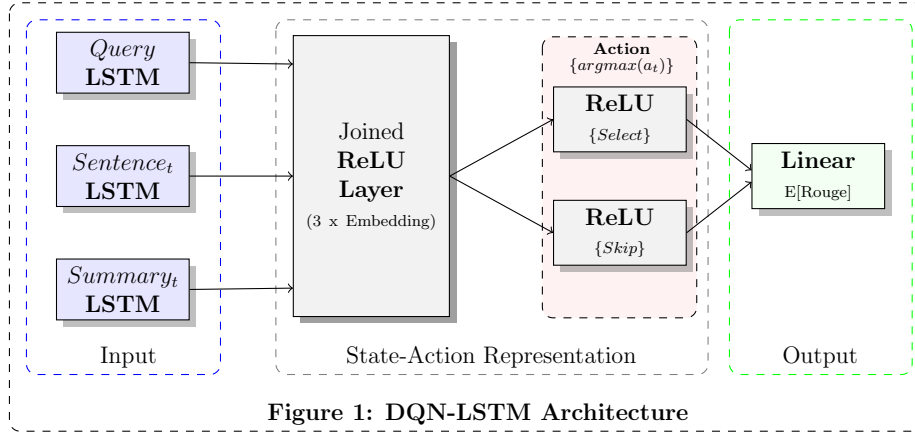 Query
LSTM
Sentence_t
LSTM
Summary_t
LSTM
Input
Joined
ReLU
Layer
(3 x Embedding)
Action
{argmax(a_t)}
ReLU
{Select}
ReLU
{Skip}
State-Action Representation
Linear
E[Rouge]
Output
Figure 1: DQN-LSTM Architecture